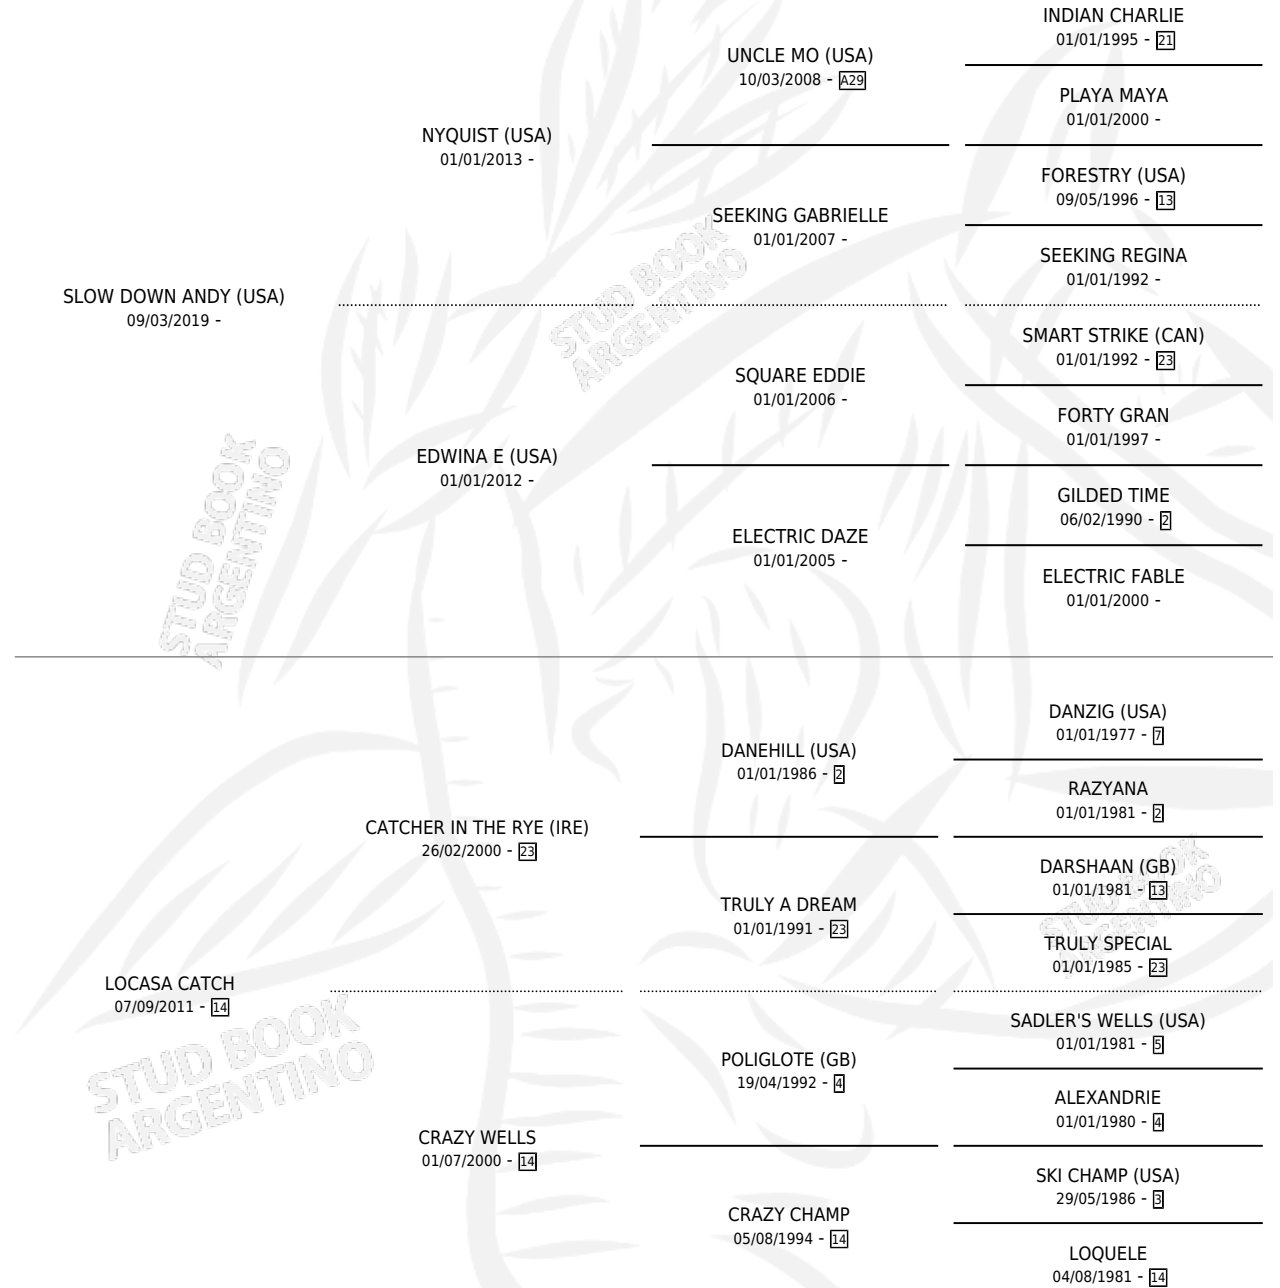 INDIAN CHARLIE
01/01/1995 - 21
UNCLE MO (USA)
10/03/2008 - A29
PLAYA MAYA
01/01/2000 -
NYQUIST (USA)
01/01/2013 -
FORESTRY (USA)
09/05/1996 - 13
SEEKING GABRIELLE
01/01/2007 -
SEEKING REGINA
01/01/1992 -
SLOW DOWN ANDY (USA)
09/03/2019 -
SMART STRIKE (CAN)
01/01/1992 - 23
SQUARE EDDIE
01/01/2006 -
FORTY GRAN
01/01/1997 -
EDWINA E (USA)
01/01/2012 -
GILDED TIME
06/02/1990 - 2
ELECTRIC DAZE
01/01/2005 -
ELECTRIC FABLE
01/01/2000 -
STUD BOOK
ARGENTINO
STUD BOOK
ARGENTINO
DANZIG (USA)
01/01/1977 - 7
DANEHILL (USA)
01/01/1986 - 2
RAZYANA
01/01/1981 - 2
CATCHER IN THE RYE (IRE)
26/02/2000 - 23
DARSHAAN (GB)
01/01/1981 - 13
TRULY A DREAM
01/01/1991 - 23
TRULY SPECIAL
01/01/1985 - 23
STUD BOOK
ARGENTINO
LOCASA CATCH
07/09/2011 - 14
SADLER'S WELLS (USA)
01/01/1981 - 5
POLIGLOTE (GB)
19/04/1992 - 4
ALEXANDRIE
01/01/1980 - 4
STUD BOOK
ARGENTINO
CRAZY WELLS
01/07/2000 - 14
SKI CHAMP (USA)
29/05/1986 - 3
CRAZY CHAMP
05/08/1994 - 14
LOQUELE
04/08/1981 - 14